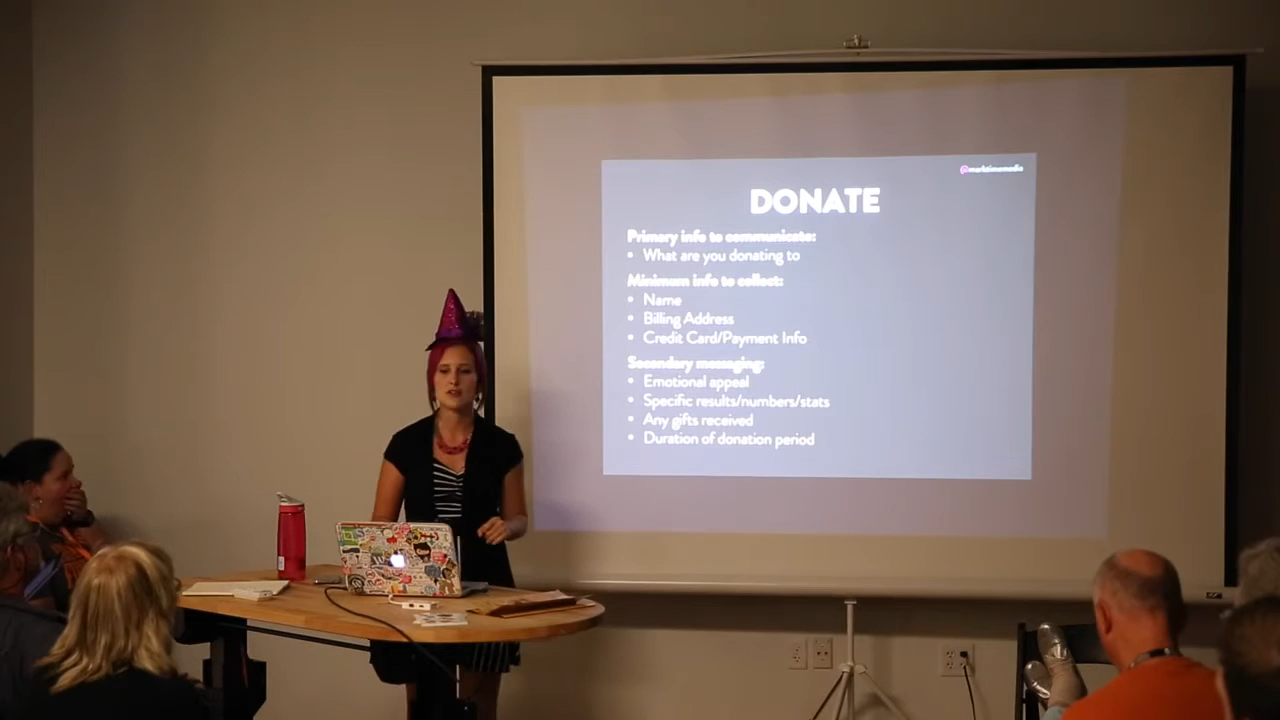 @marktimemedia
DONATE
Primary info to communicate:
• What are you donating to
Minimum info to collect:
• Name
• Billing Address
• Credit Card/Payment Info
Secondary messaging:
• Emotional appeal
• Specific results/numbers/stats
• Any gifts received
• Duration of donation period